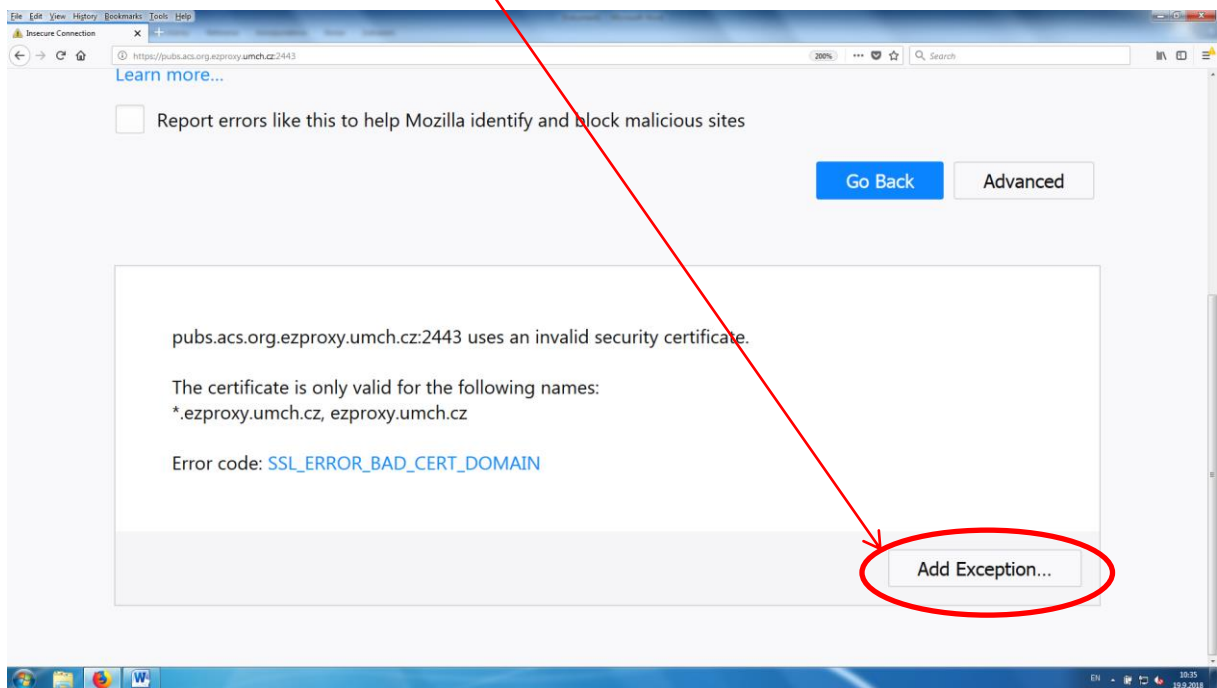 File Edit View History Bookmarks Tools Help
Insecure Connection
https://pubs.acs.org.ezproxy.umch.cz:2443
200%
Search
Learn more...
Report errors like this to help Mozilla identify and block malicious sites
Go Back
Advanced
pubs.acs.org.ezproxy.umch.cz:2443 uses an invalid security certificate.
The certificate is only valid for the following names:
*.ezproxy.umch.cz, ezproxy.umch.cz
Error code: SSL_ERROR_BAD_CERT_DOMAIN
Add Exception...
EN
10:35
19.9.2018